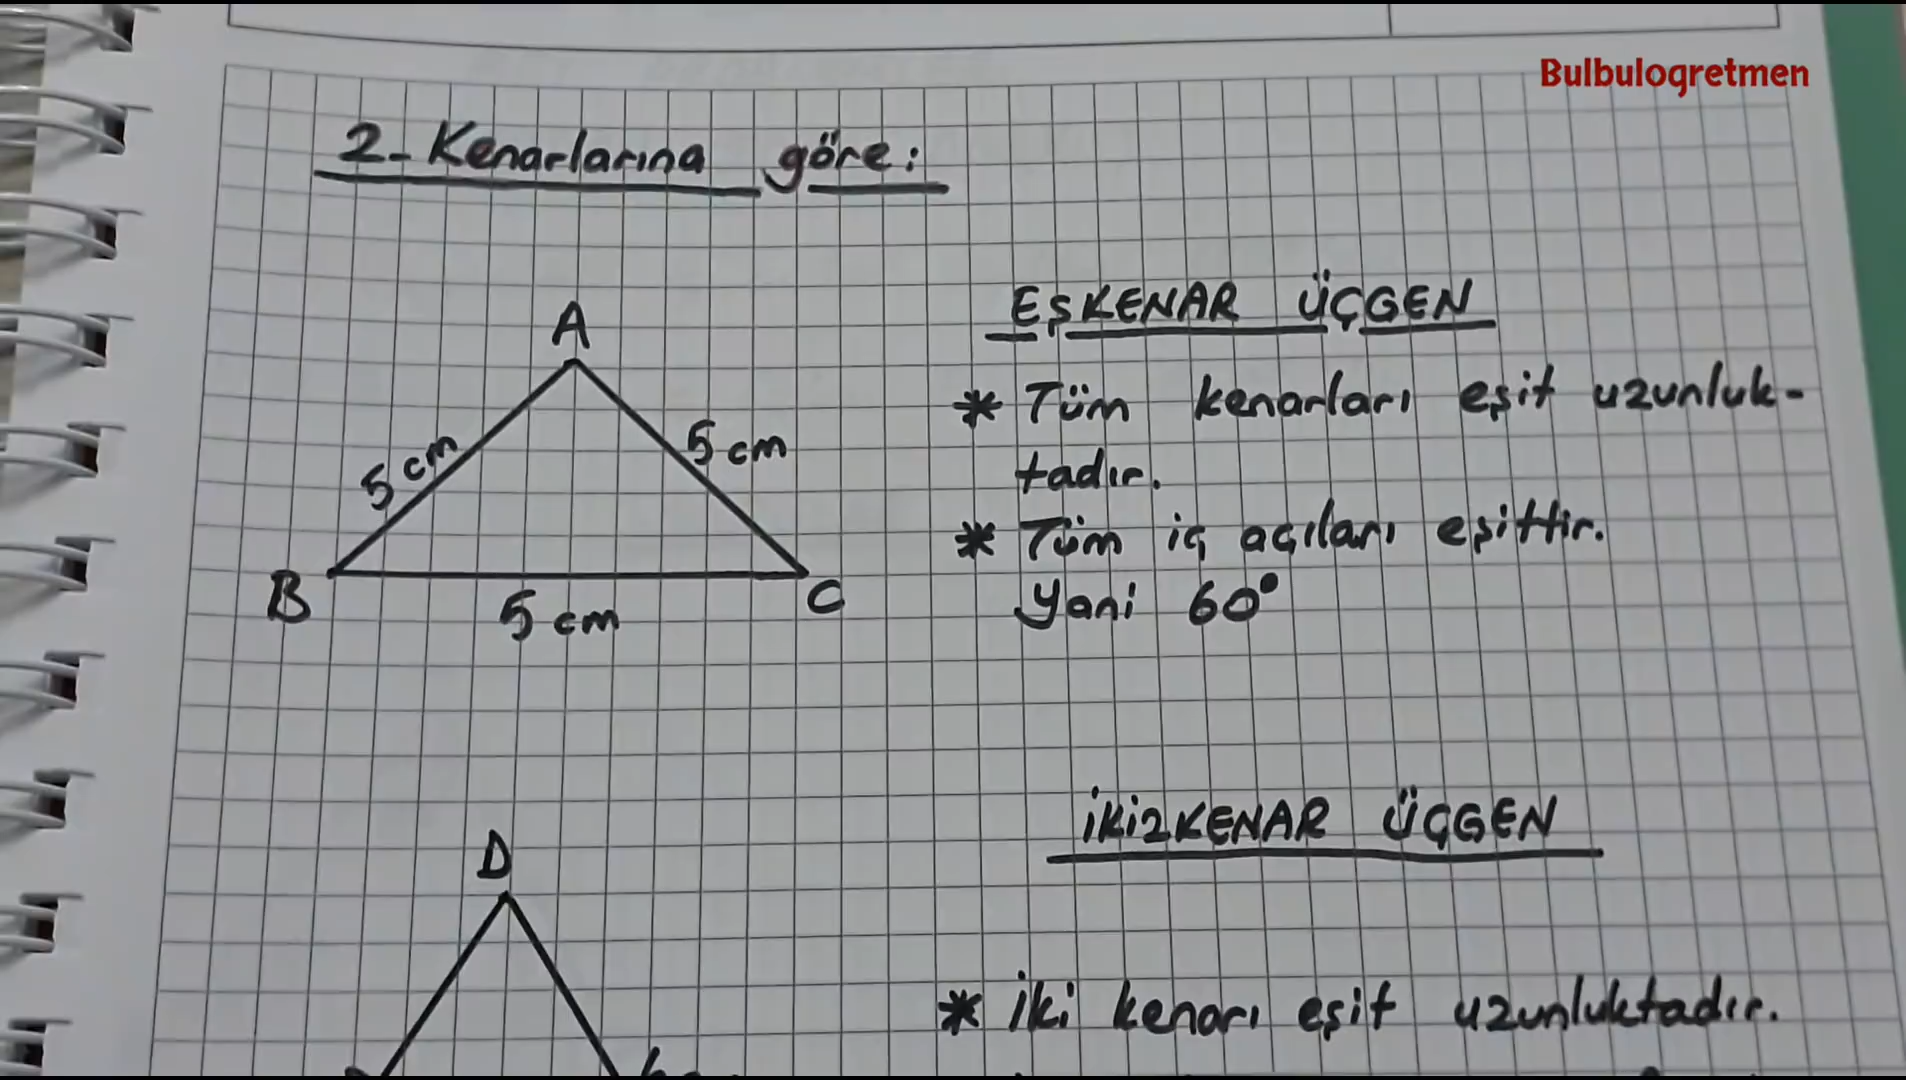 Bulbulogretmen
2- Kenarlarına göre:
A
5 cm
5 cm
B
5 cm
C
EŞKENAR ÜÇGEN
* Tüm kenarları eşit uzunluk-
tadır.
* Tüm iç açıları eşittir.
Yani 60°
İKİZKENAR ÜÇGEN
D
* İki kenarı eşit uzunluktadır.